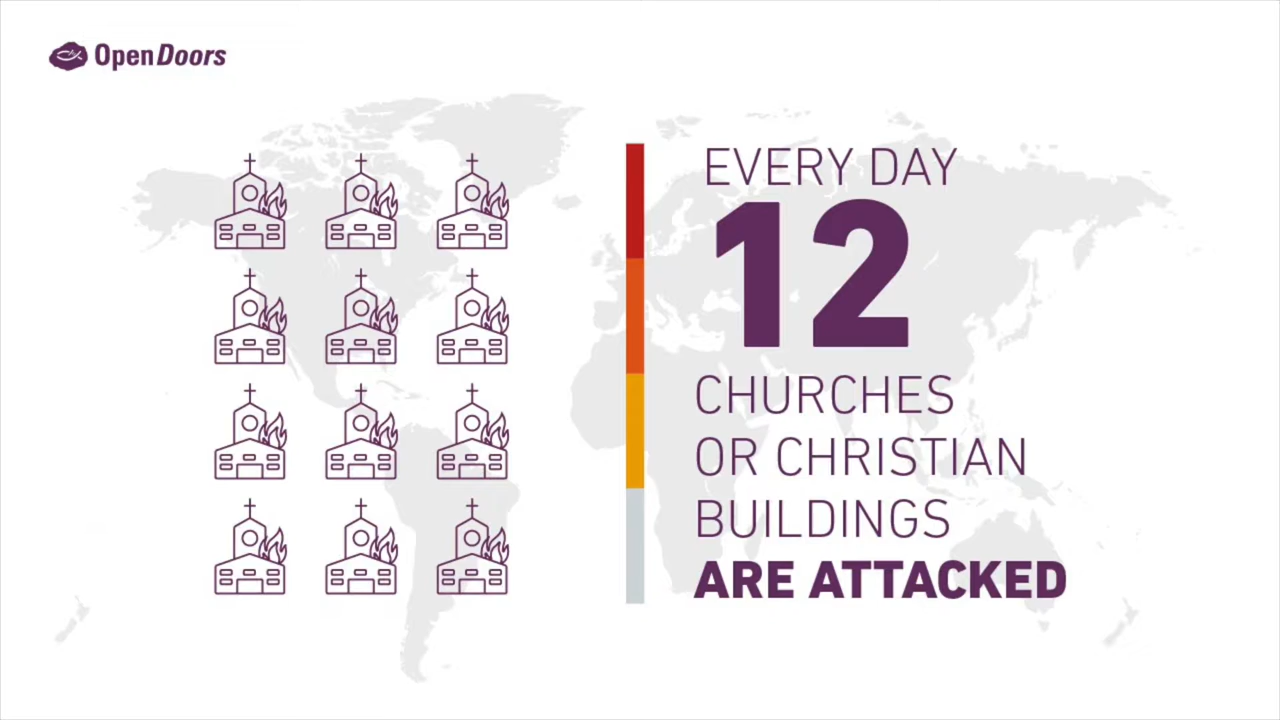 OpenDoors
EVERY DAY
12
CHURCHES
OR CHRISTIAN
BUILDINGS
ARE ATTACKED